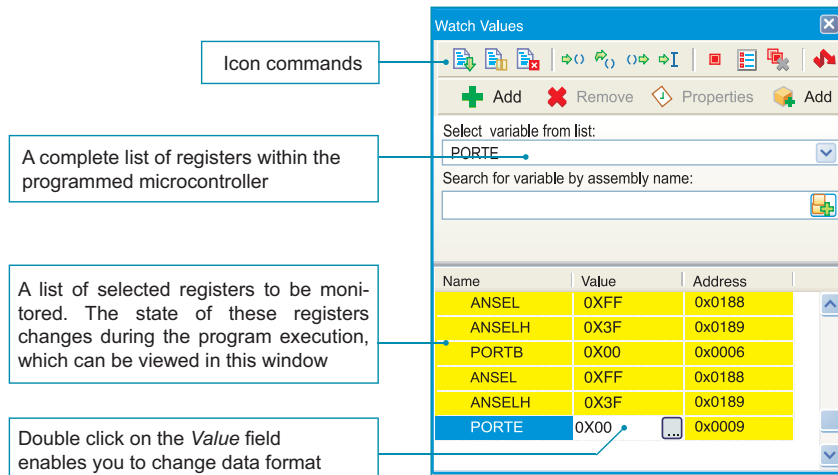 Icon commands
A complete list of registers within the
programmed microcontroller
A list of selected registers to be moni-
tored. The state of these registers
changes during the program execution,
which can be viewed in this window
Double click on the Value field
enables you to change data format
Watch Values
Add Remove Properties Add
Select variable from list:
PORTE
Search for variable by assembly name:
Name Value Address
ANSEL 0XFF 0x0188
ANSELH 0X3F 0x0189
PORTB 0X00 0x0006
ANSEL 0XFF 0x0188
ANSELH 0X3F 0x0189
PORTE 0X00 ... 0x0009